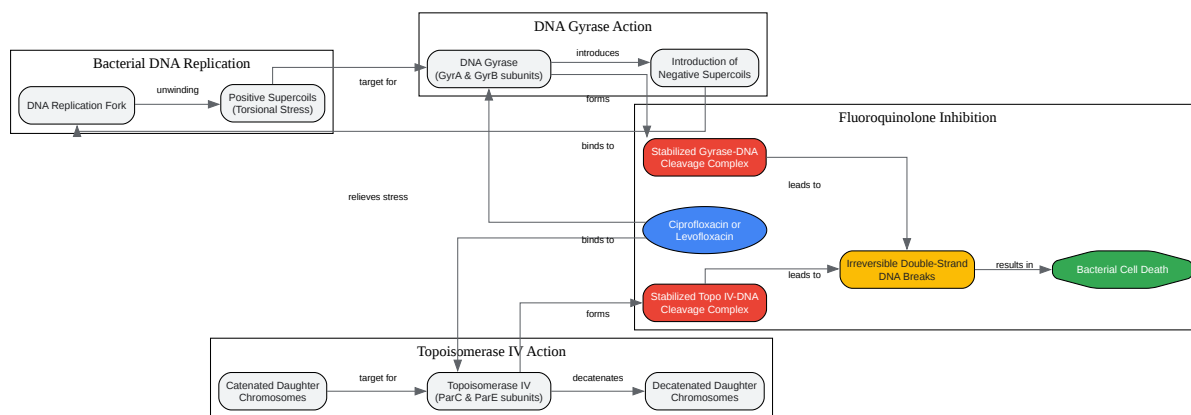 DNA Gyrase Action
Bacterial DNA Replication
DNA Replication Fork
unwinding
Positive Supercoils
(Torsional Stress)
target for
DNA Gyrase
(GyrA & GyrB subunits)
introduces
Introduction of
Negative Supercoils
forms
Fluoroquinolone Inhibition
binds to
Stabilized Gyrase-DNA
Cleavage Complex
leads to
relieves stress
Ciprofloxacin or
Levofloxacin
binds to
Irreversible Double-Strand
DNA Breaks
results in
Bacterial Cell Death
leads to
Stabilized Topo IV-DNA
Cleavage Complex
forms
Topoisomerase IV Action
Catenated Daughter
Chromosomes
target for
Topoisomerase IV
(ParC & ParE subunits)
decatenates
Decatenated Daughter
Chromosomes